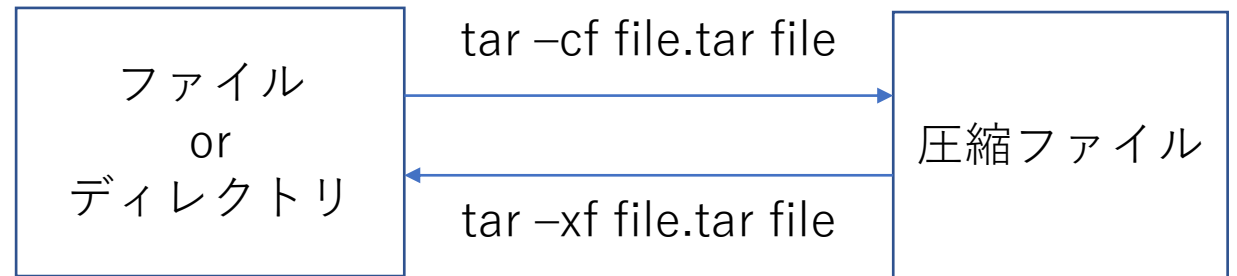 ファイル
or
ディレクトリ
tar –cf file.tar file
tar –xf file.tar file
圧縮ファイル